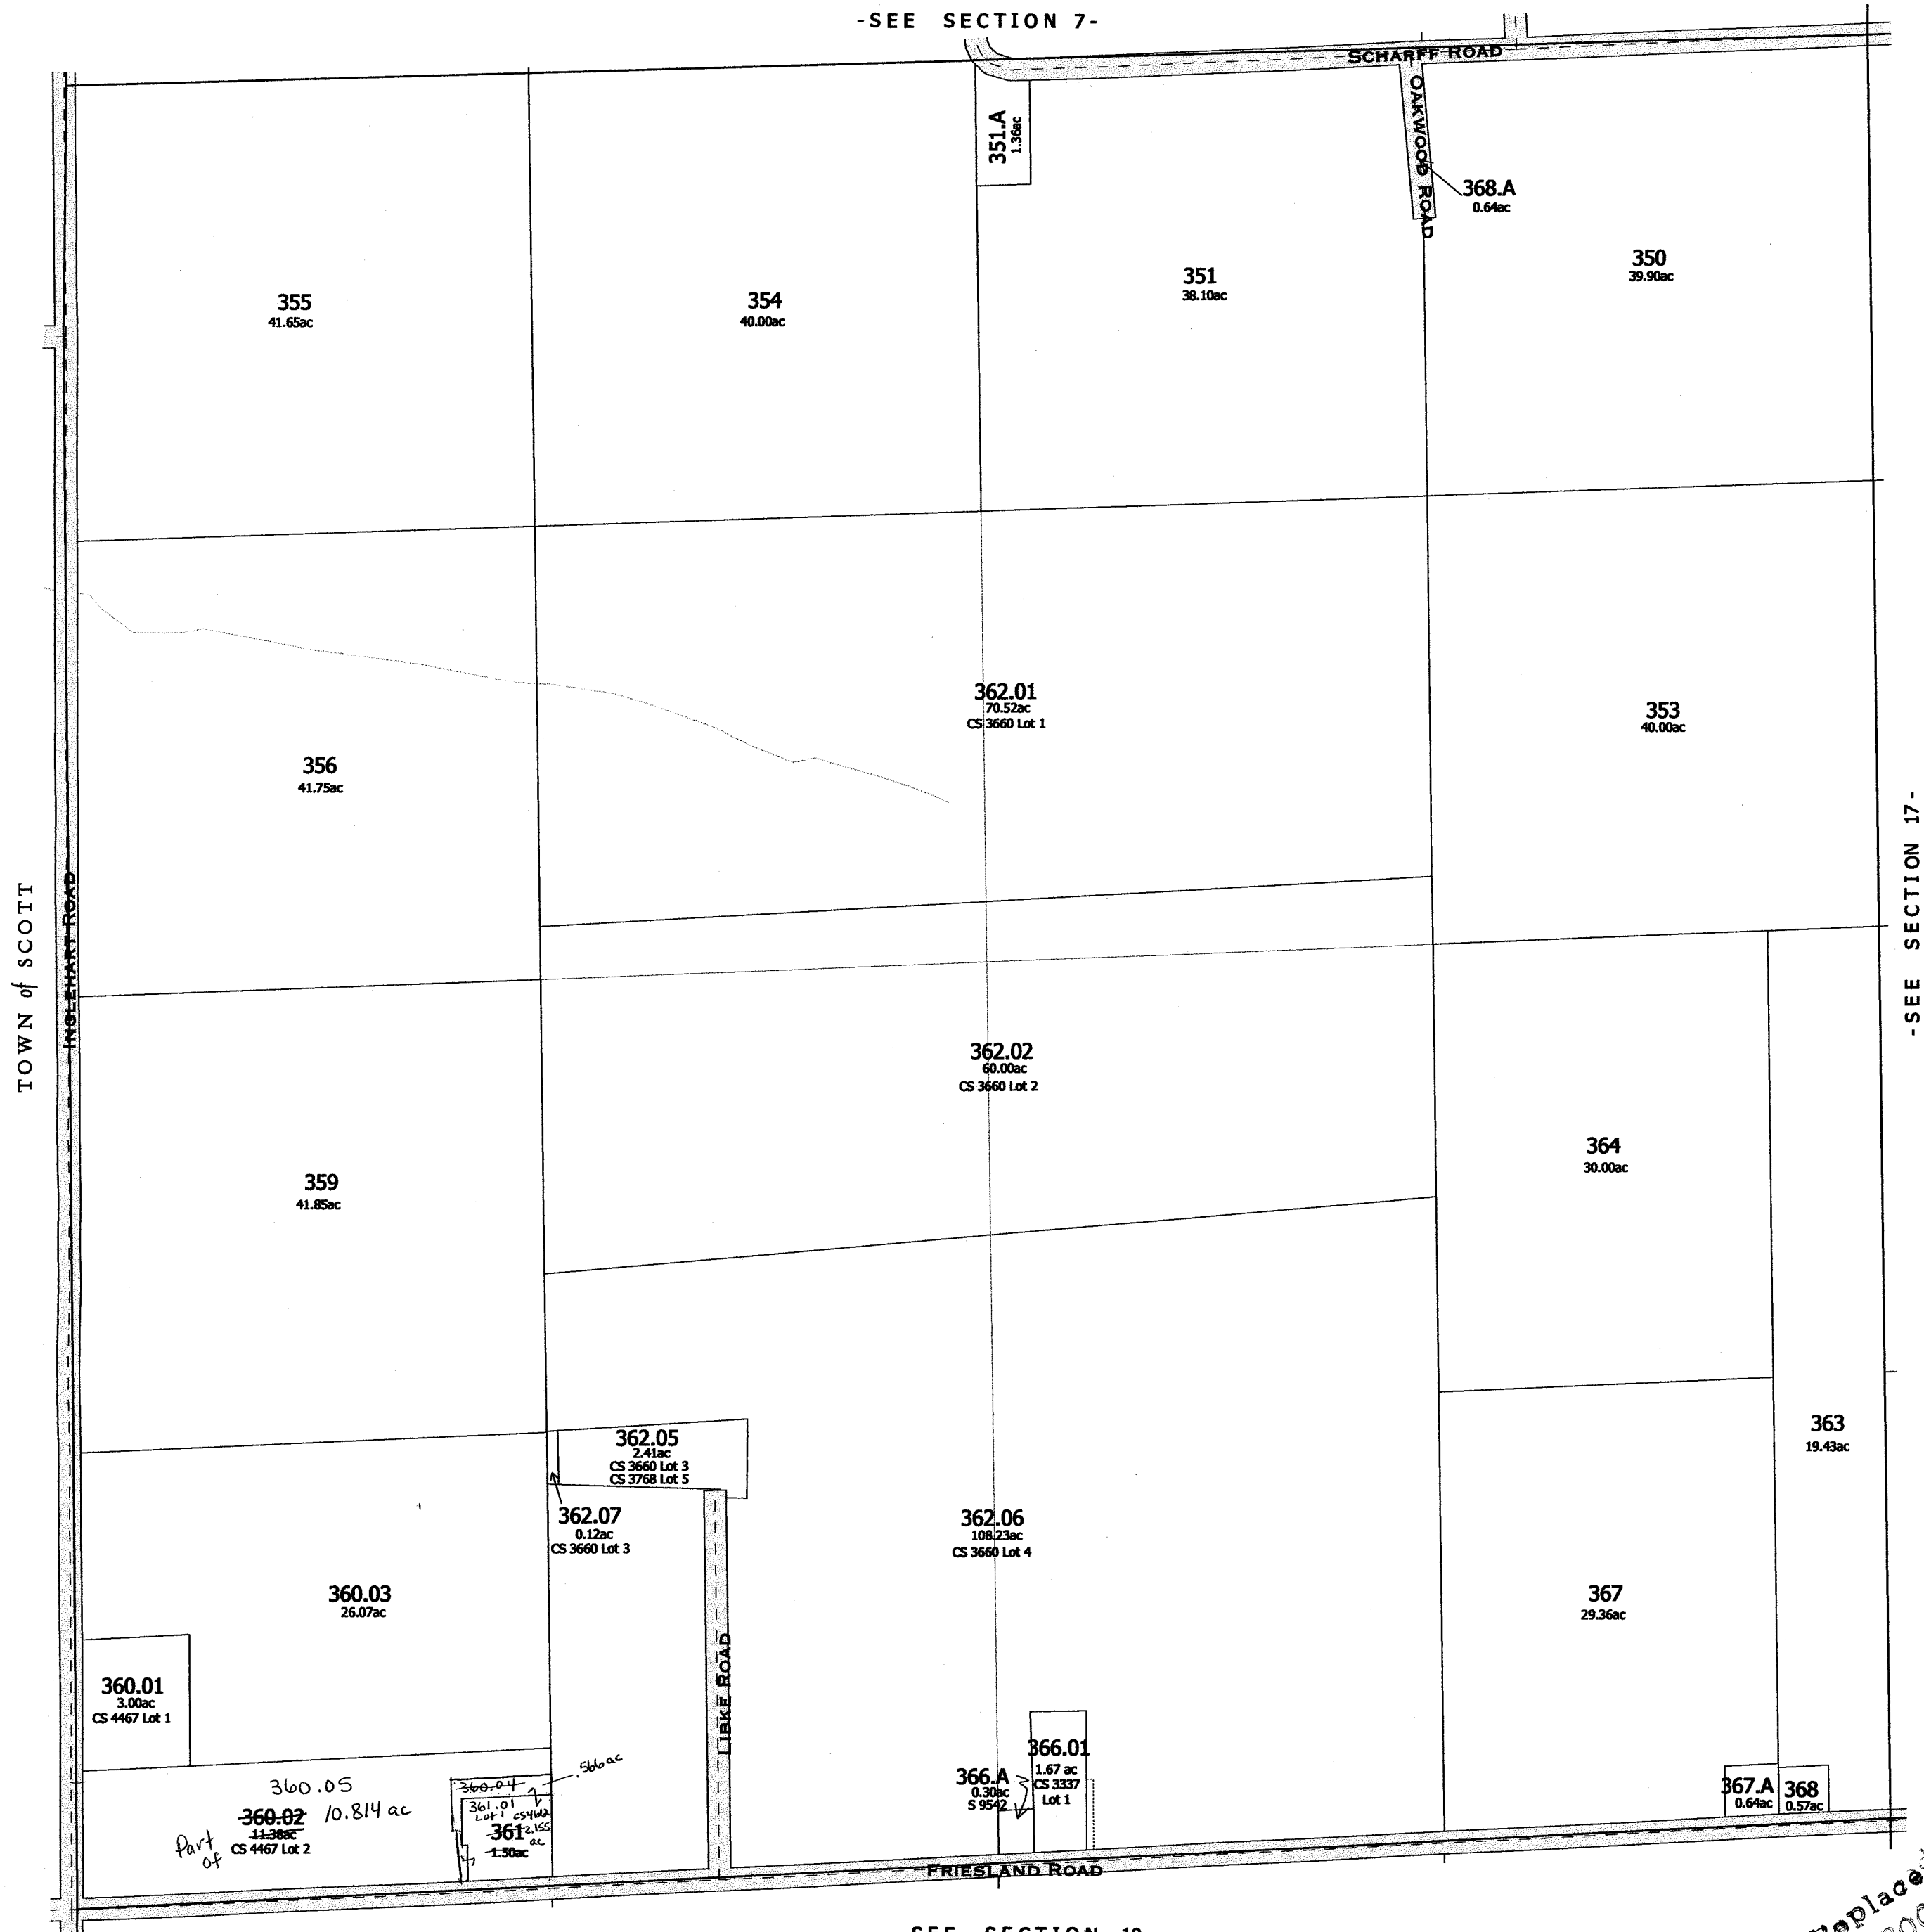 -SEE SECTION 7-
SCHARFF ROAD
OAKWOOD ROAD
351.A
1.36ac
368.A
0.64ac
355
41.65ac
354
40.00ac
351
38.10ac
350
39.90ac
362.01
70.52ac
CS 3660 Lot 1
353
40.00ac
356
41.75ac
TOWN of SCOTT
INGLEHART ROAD
-SEE SECTION 17-
362.02
60.00ac
CS 3660 Lot 2
364
30.00ac
359
41.85ac
363
19.43ac
362.05
2.41ac
CS 3660 Lot 3
CS 3768 Lot 5
362.07
0.12ac
CS 3660 Lot 3
362.06
108.23ac
CS 3660 Lot 4
360.03
26.07ac
367
29.36ac
LIBKE ROAD
360.01
3.00ac
CS 4467 Lot 1
360.05
10.814 ac
360.02
11.38ac
CS 4467 Lot 2
Part of
360.04
.566 ac
361.01
Lot 1
2.155 ac
361
1.50ac
366.A
0.30ac
S 9542
366.01
1.67 ac
CS 3337
Lot 1
367.A
0.64ac
368
0.57ac
FRIESLAND ROAD
SEE SECTION